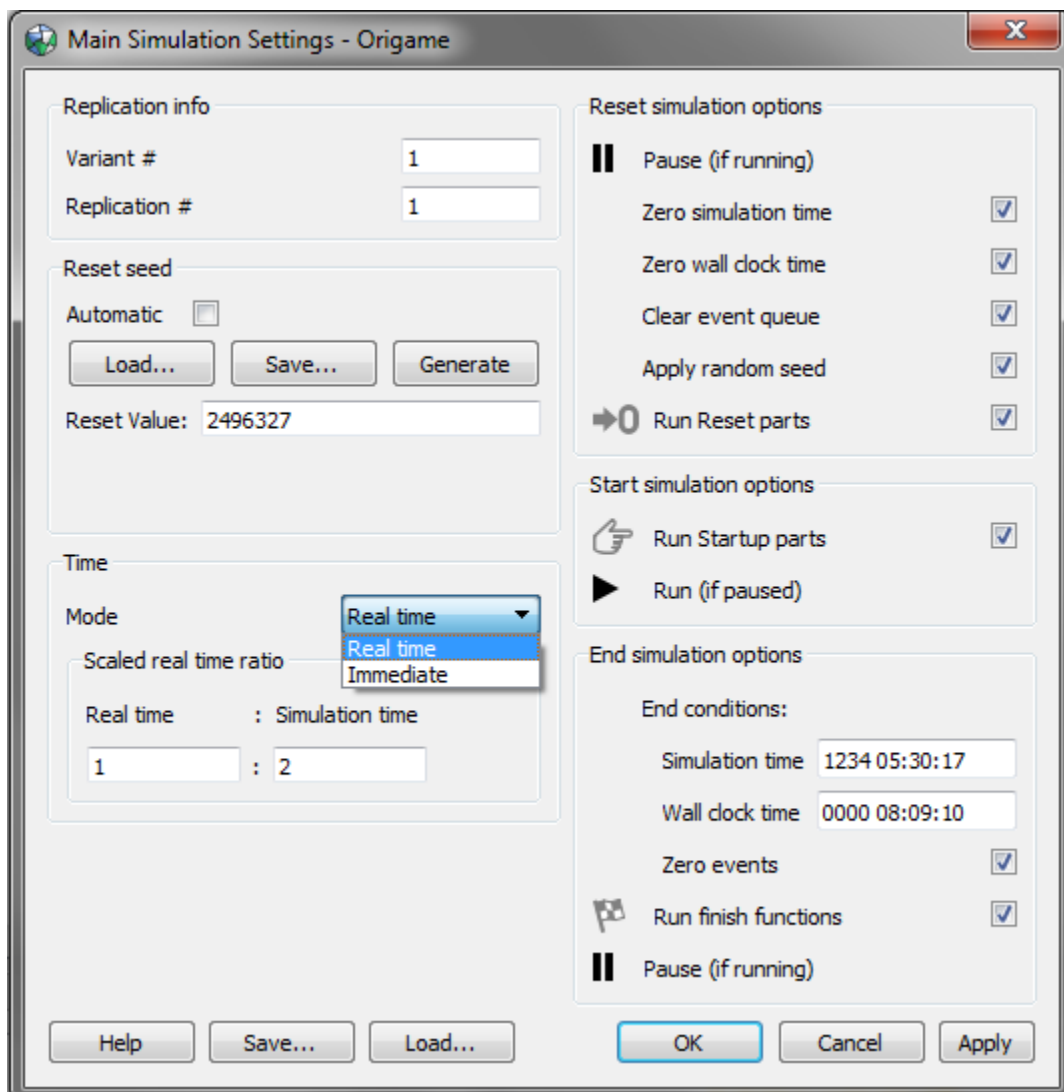 Main Simulation Settings - Origame
x
Replication info
Variant # 1
Replication # 1
Reset seed
Automatic
Load... Save... Generate
Reset Value: 2496327
Time
Mode Real time
Real time
Immediate
Scaled real time ratio
Real time : Simulation time
1 : 2
Reset simulation options
Pause (if running)
Zero simulation time
Zero wall clock time
Clear event queue
Apply random seed
0 Run Reset parts
Start simulation options
Run Startup parts
Run (if paused)
End simulation options
End conditions:
Simulation time 1234 05:30:17
Wall clock time 0000 08:09:10
Zero events
Run finish functions
Pause (if running)
Help Save... Load... OK Cancel Apply